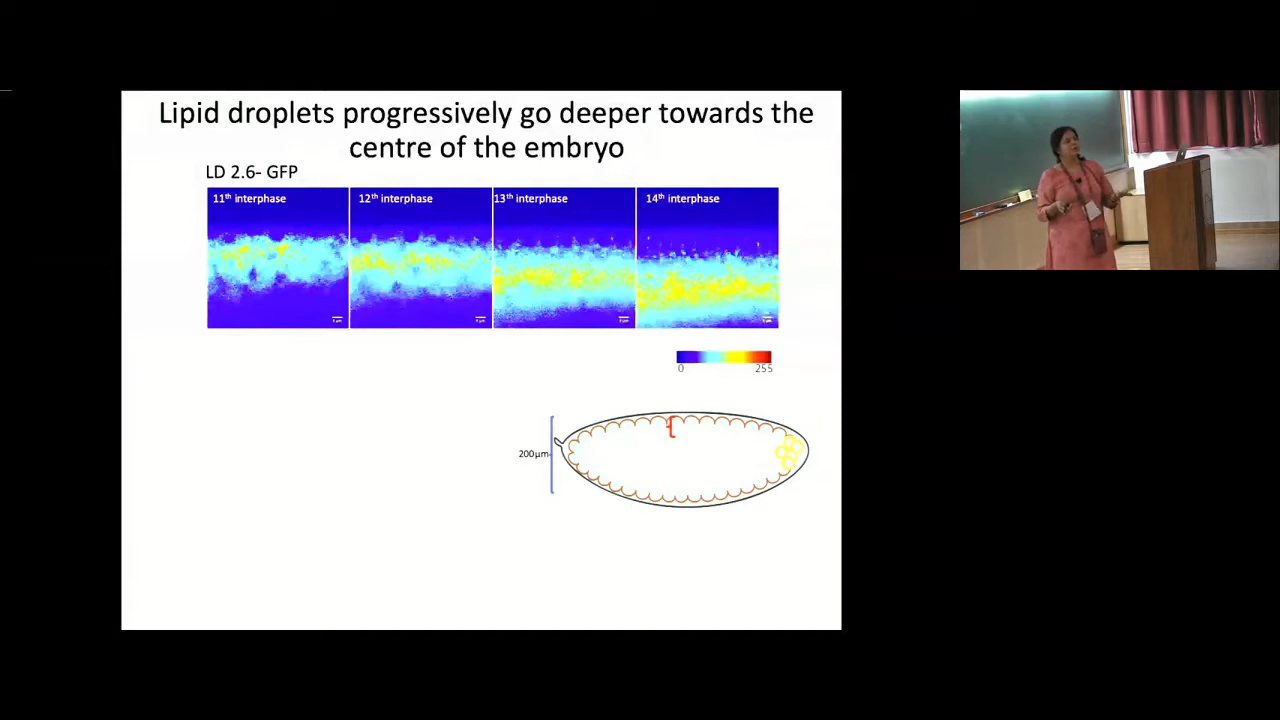 Lipid droplets progressively go deeper towards the
centre of the embryo
LD 2.6- GFP
11th interphase
12th interphase
13th interphase
14th interphase
0
255
200µm